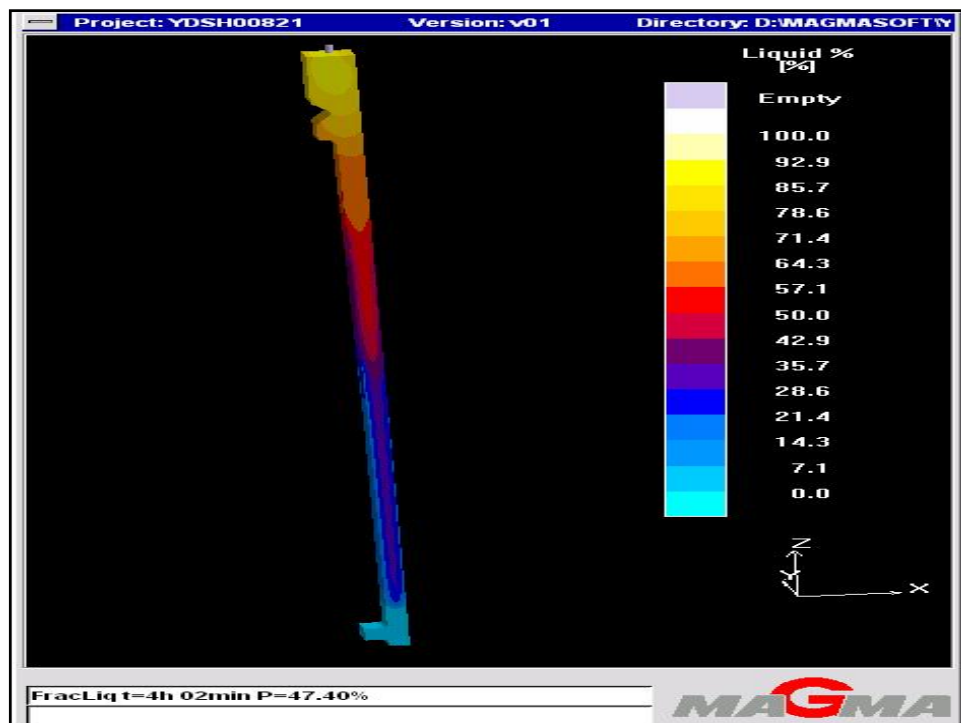 Project: YDSH00821 Version: v01 Directory: D:\MAGMASOFT\Y
Liquid %
[%]
Empty
100.0
92.9
85.7
78.6
71.4
64.3
57.1
50.0
42.9
35.7
28.6
21.4
14.3
7.1
0.0
Z
Y
X
FracLiq t=4h 02min P=47.40%
MAGMA